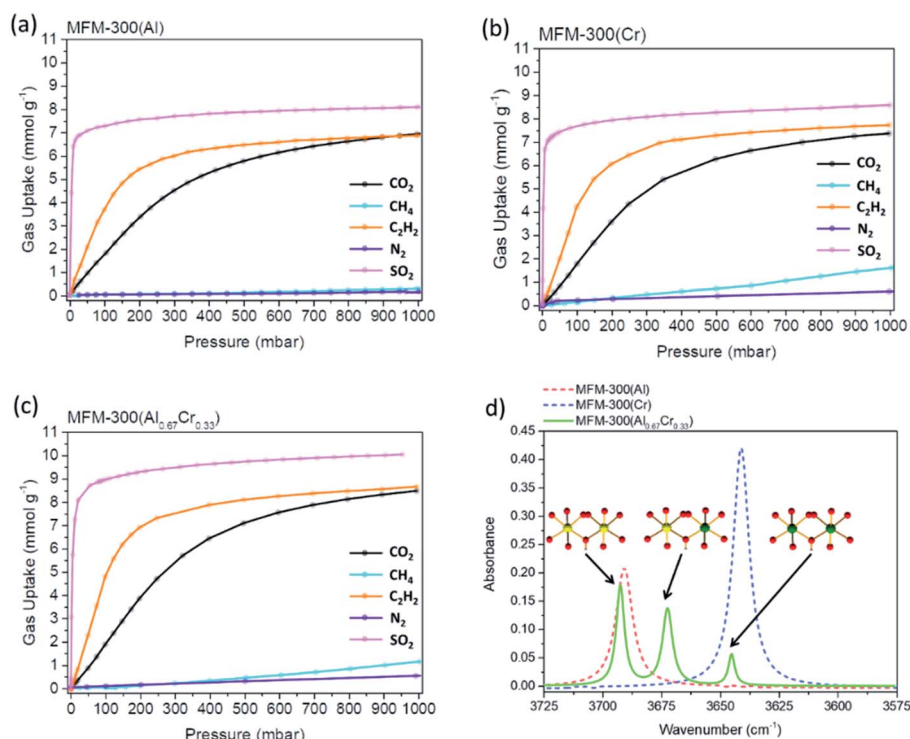 (a)
MFM-300(Al)
11
10
9
8
7
6
5
4
3
2
1
0
Gas Uptake (mmol g⁻¹)
CO₂
CH₄
C₂H₂
N₂
SO₂
0 100 200 300 400 500 600 700 800 900 1000
Pressure (mbar)
(b)
MFM-300(Cr)
11
10
9
8
7
6
5
4
3
2
1
0
Gas Uptake (mmol g⁻¹)
CO₂
CH₄
C₂H₂
N₂
SO₂
0 100 200 300 400 500 600 700 800 900 1000
Pressure (mbar)
(c)
MFM-300(Al₀.₆₇Cr₀.₃₃)
11
10
9
8
7
6
5
4
3
2
1
0
Gas Uptake (mmol g⁻¹)
CO₂
CH₄
C₂H₂
N₂
SO₂
0 100 200 300 400 500 600 700 800 900 1000
Pressure (mbar)
d)
MFM-300(Al)
MFM-300(Cr)
MFM-300(Al₀.₆₇Cr₀.₃₃)
0.45
0.40
0.35
0.30
0.25
0.20
0.15
0.10
0.05
0.00
Absorbance
3725 3700 3675 3650 3625 3600 3575
Wavenumber (cm⁻¹)